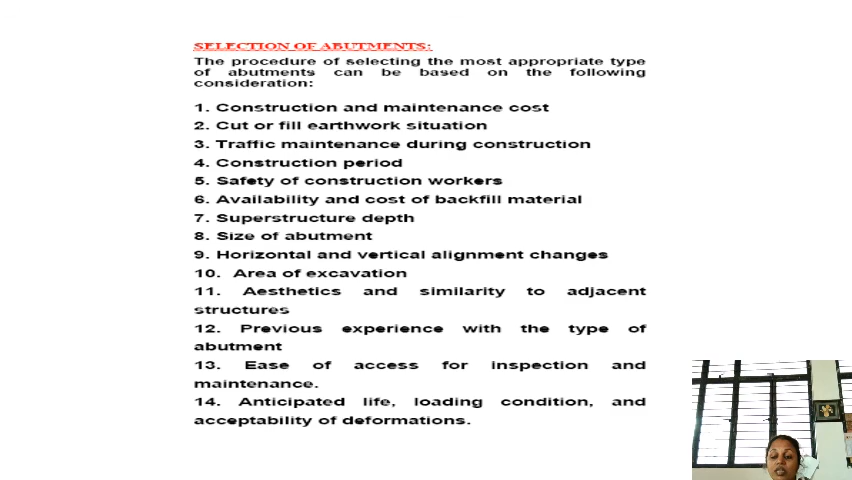 SELECTION OF ABUTMENTS:
The procedure of selecting the most appropriate type
of abutments can be based on the following
consideration:
1. Construction and maintenance cost
2. Cut or fill earthwork situation
3. Traffic maintenance during construction
4. Construction period
5. Safety of construction workers
6. Availability and cost of backfill material
7. Superstructure depth
8. Size of abutment
9. Horizontal and vertical alignment changes
10. Area of excavation
11. Aesthetics and similarity to adjacent
structures
12. Previous experience with the type of
abutment
13. Ease of access for inspection and
maintenance.
14. Anticipated life, loading condition, and
acceptability of deformations.